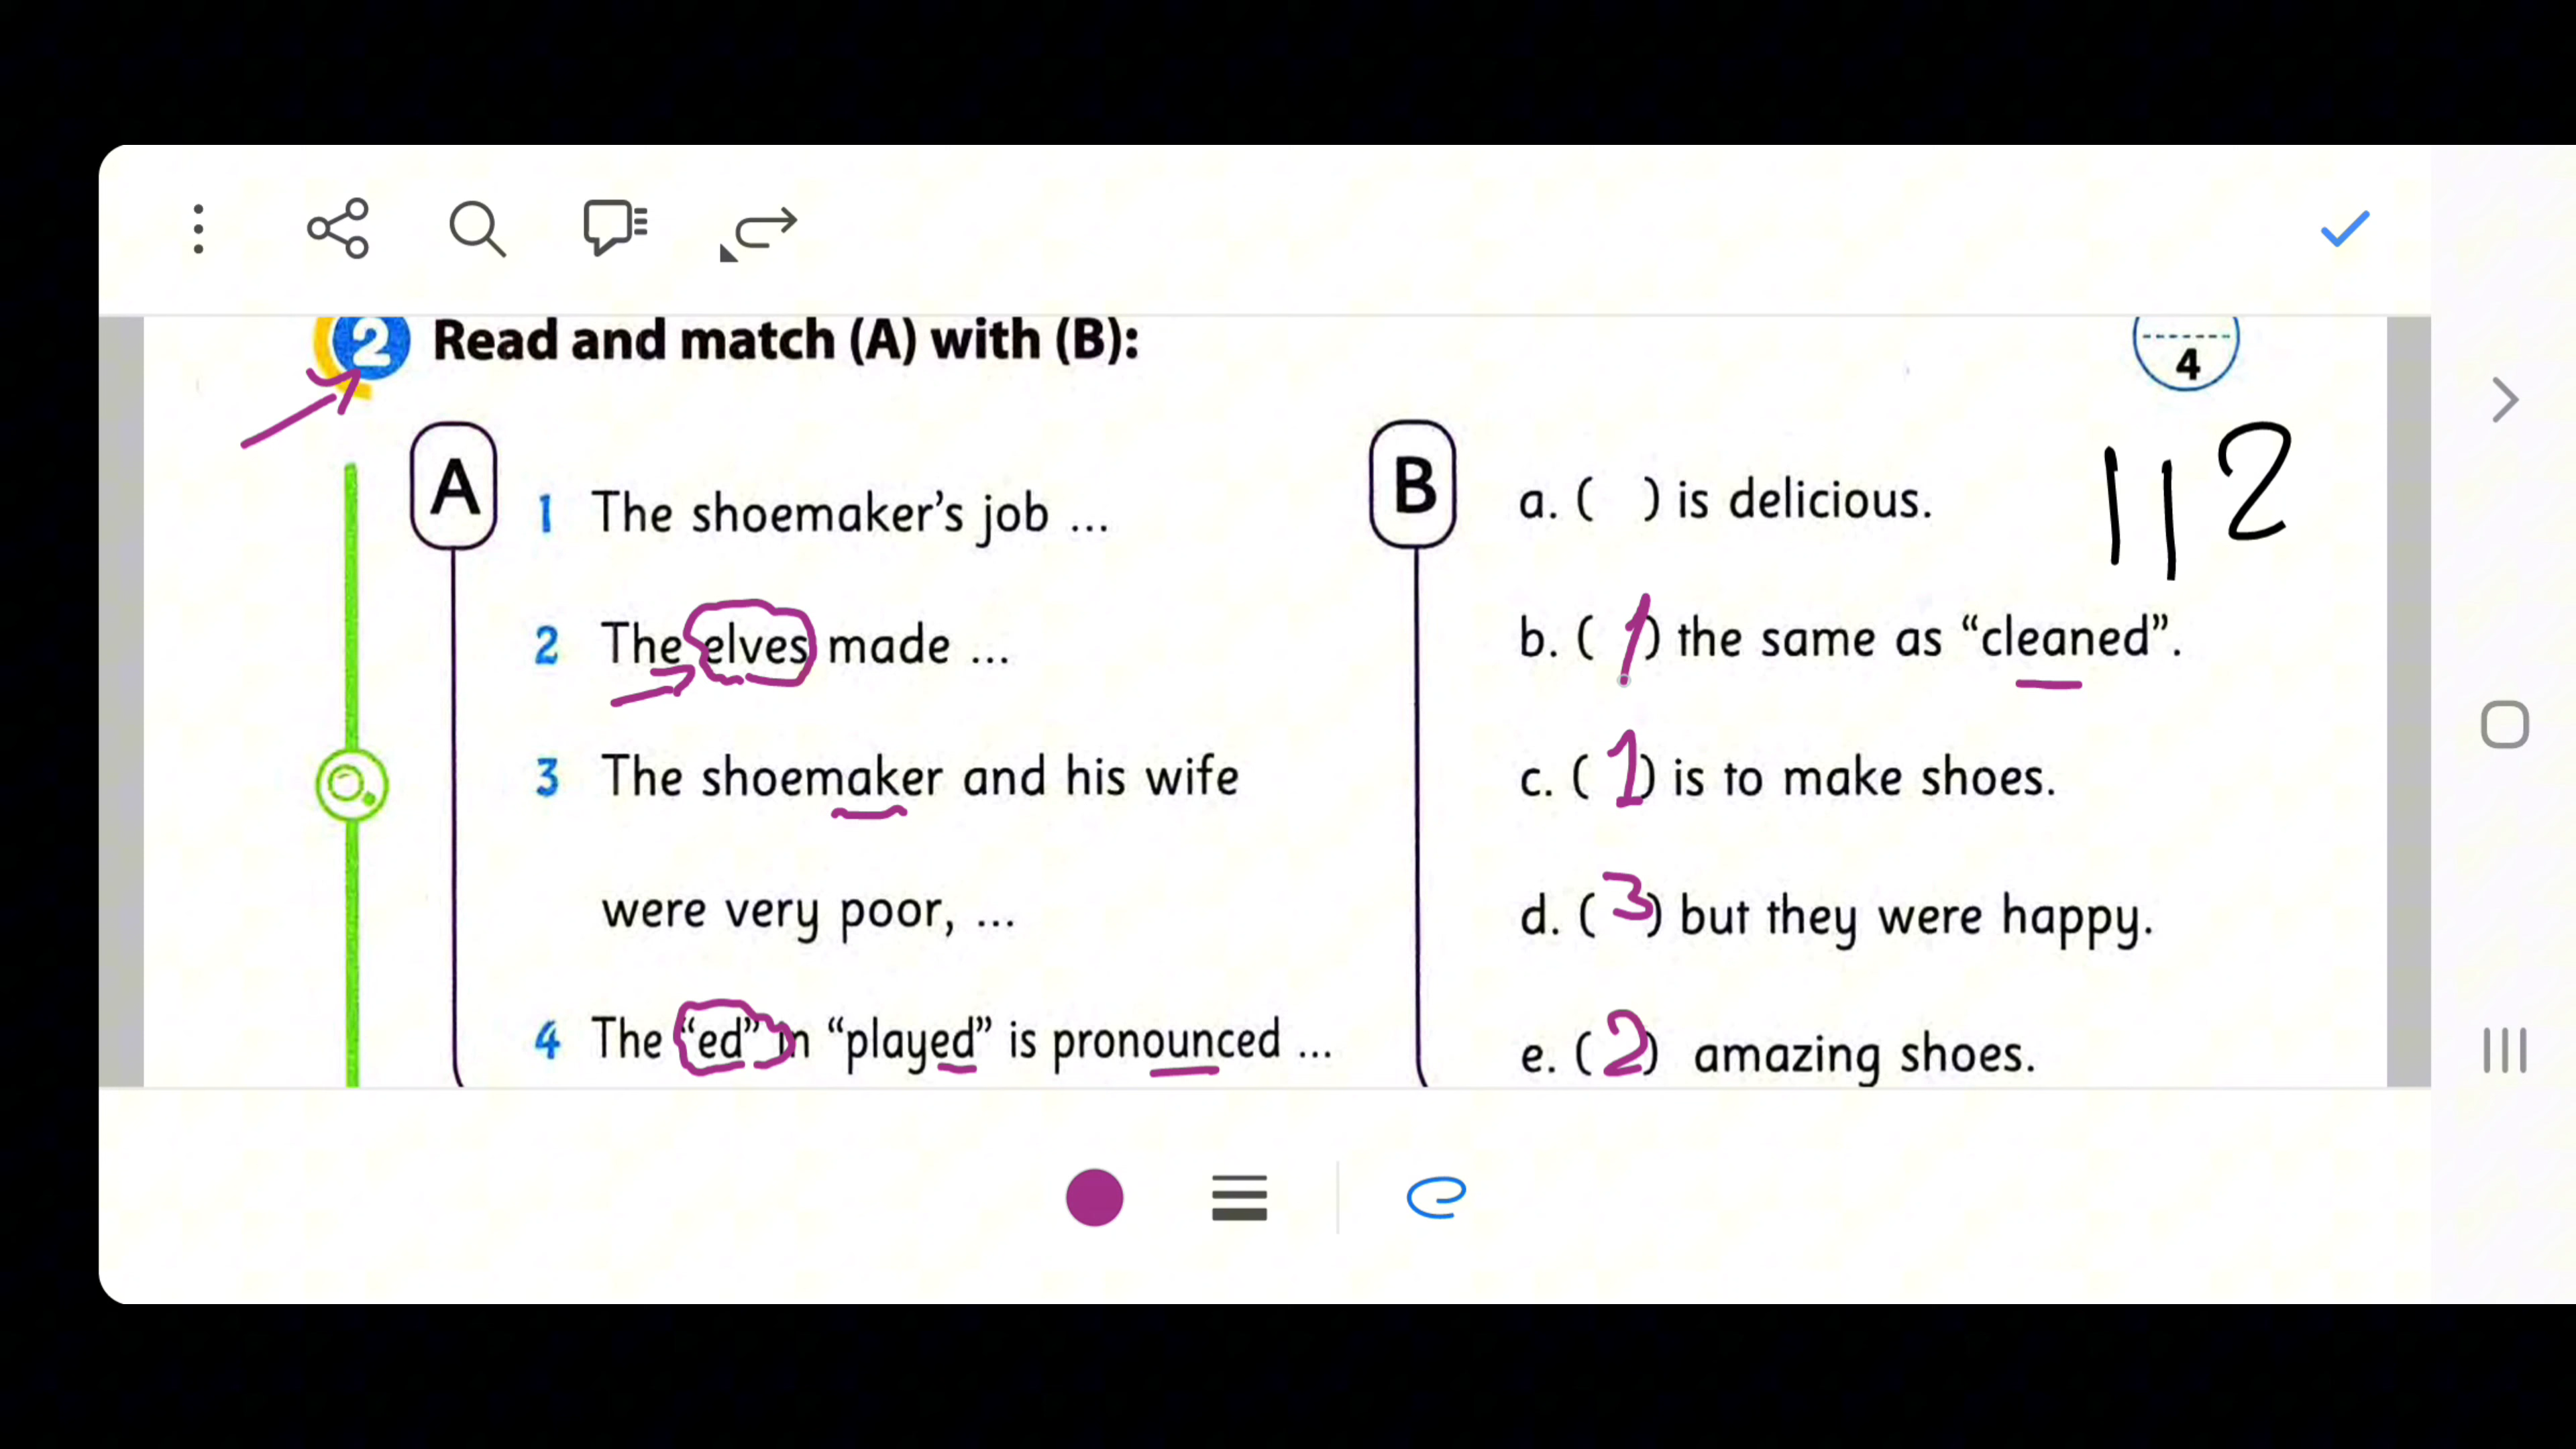 2 Read and match (A) with (B):
4
A
1 The shoemaker's job ...
2 The elves made ...
3 The shoemaker and his wife
were very poor, ...
4 The "ed" in "played" is pronounced ...
B
a. ( ) is delicious.
b. ( ) the same as "cleaned".
c. (1) is to make shoes.
d. (3) but they were happy.
e. (2) amazing shoes.
112